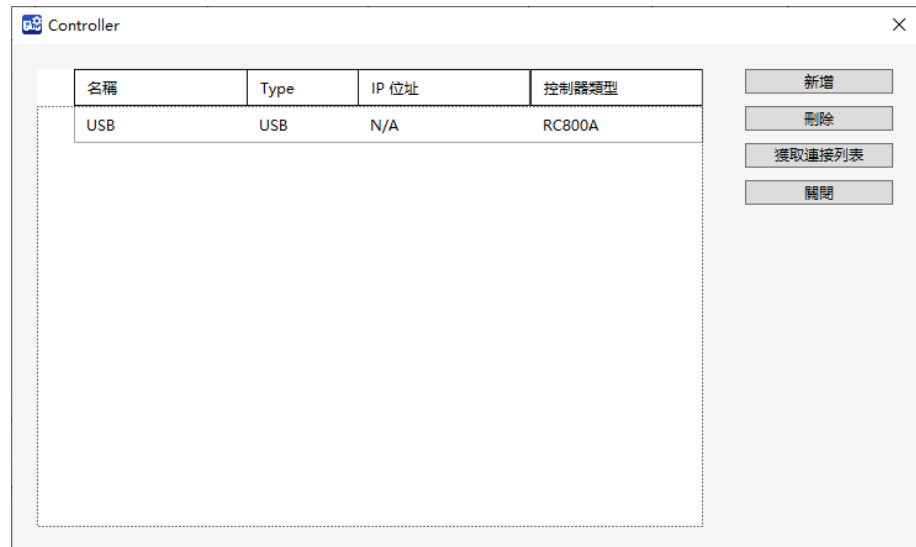 Controller
名稱 Type IP 位址 控制器類型
USB USB N/A RC800A
新增
刪除
獲取連接列表
關閉